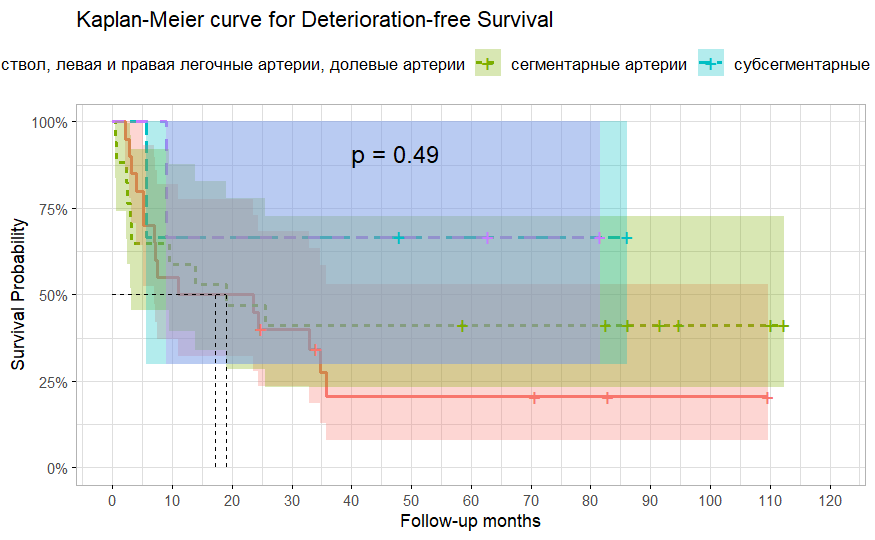 Kaplan-Meier curve for Deterioration-free Survival
ствол, левая и правая легочные артерии, долевые артерии сегментарные артерии субсегментарные
100%
75%
50%
25%
0%
p = 0.49
Survival Probability
0 10 20 30 40 50 60 70 80 90 100 110 120
Follow-up months